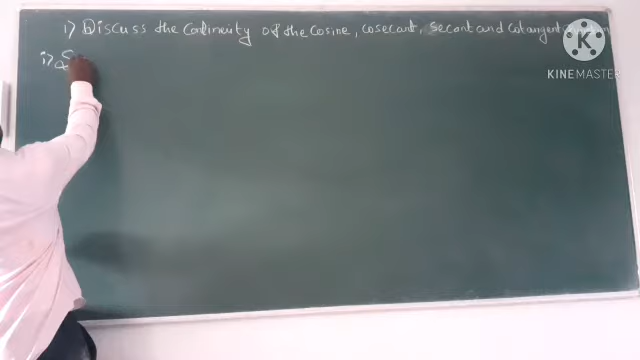 1) Discuss the Continuity of the Cosine, cosecant, secant and cotangent
i) S
KINEMASTER